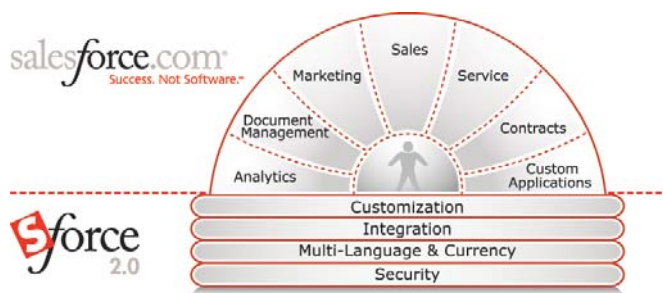 salesforce.com
Success. Not Software.™
Sales
Marketing
Service
Document
Management
Contracts
Analytics
Custom
Applications
Customization
Integration
Multi-Language & Currency
Security
Sforce
2.0